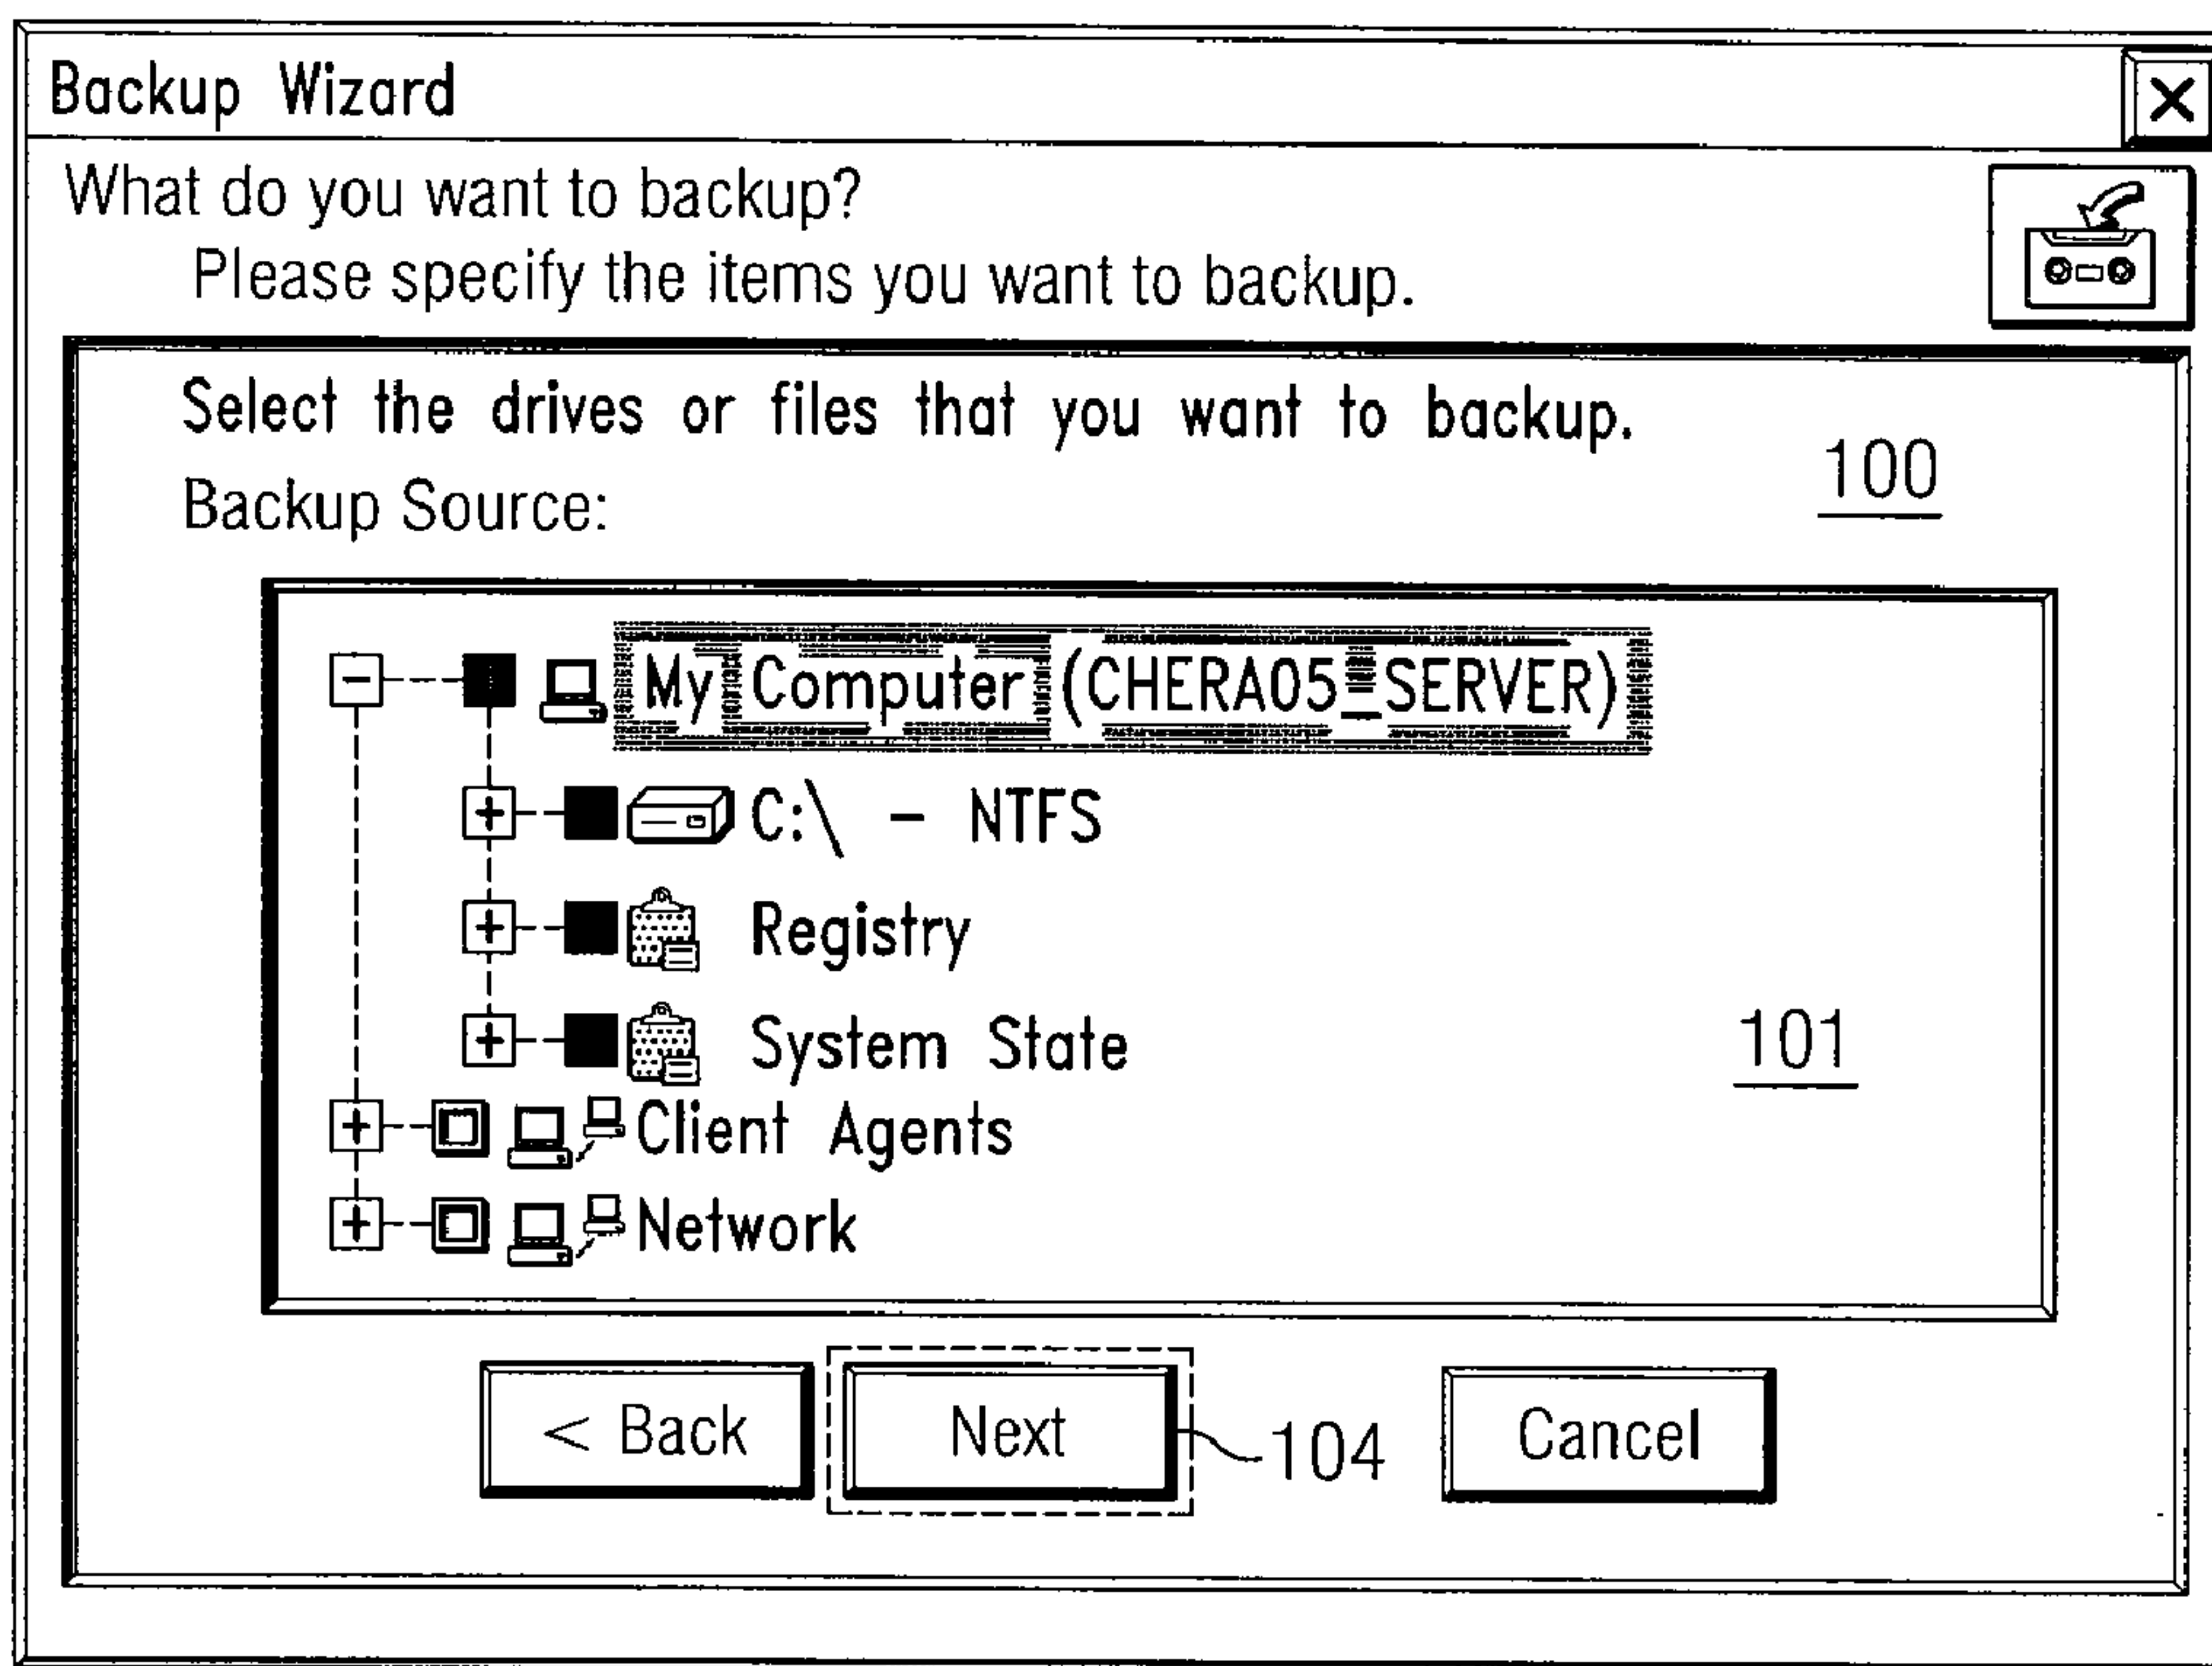 Backup Wizard
What do you want to backup?
Please specify the items you want to backup.
Select the drives or files that you want to backup.
100
Backup Source:
My Computer (CHERA05_SERVER)
C:\ - NTFS
Registry
System State
101
Client Agents
Network
< Back Next 104 Cancel